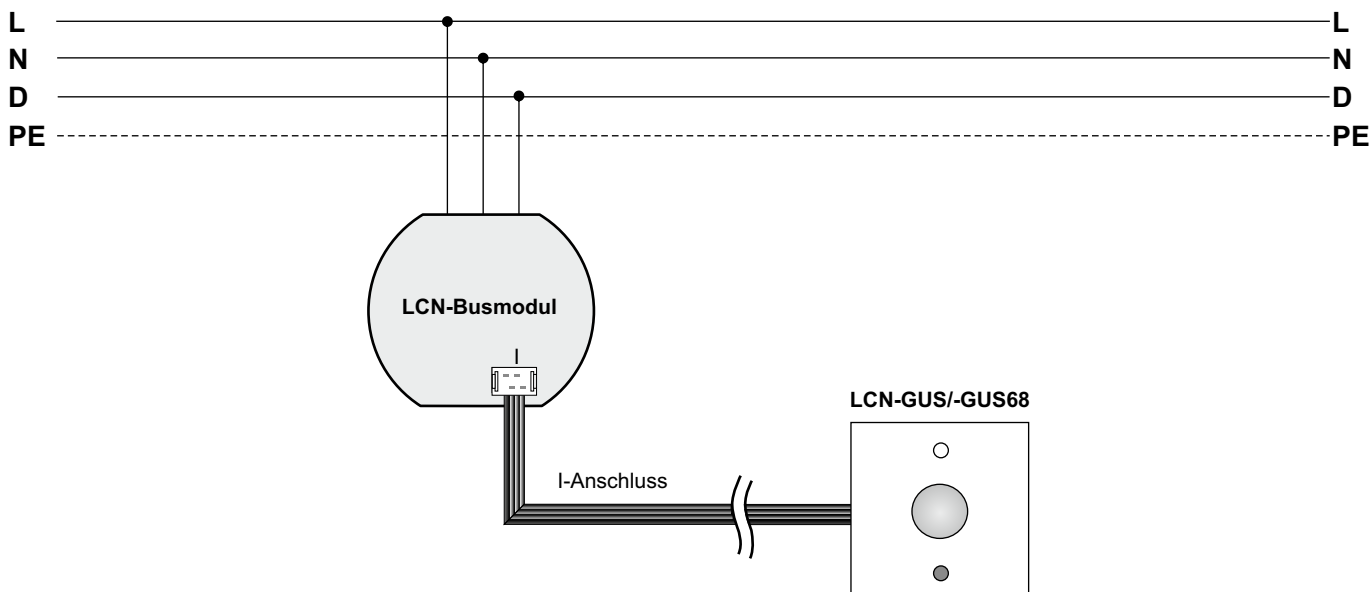 L L
N N
D D
PE PE
LCN-Busmodul
I
LCN-GUS/-GUS68
I-Anschluss